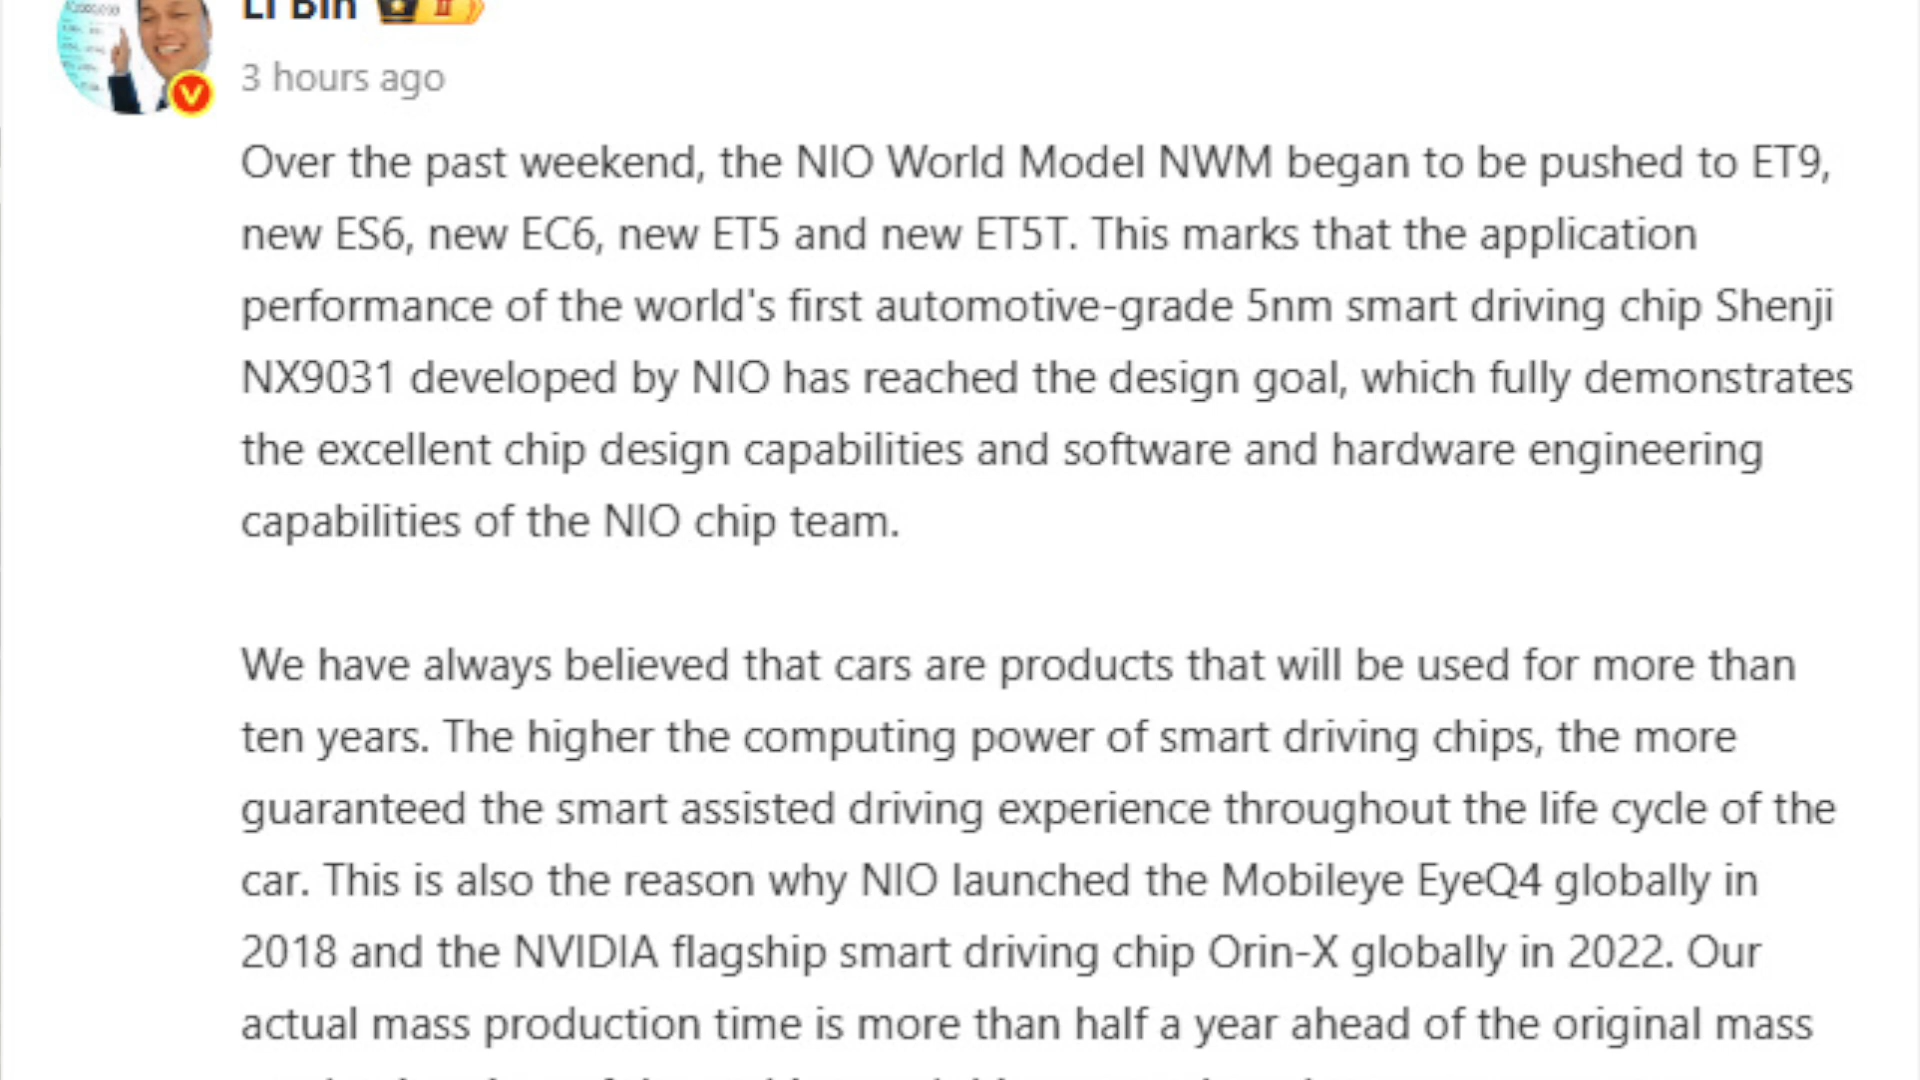 Li Bin
3 hours ago
Over the past weekend, the NIO World Model NWM began to be pushed to ET9,
new ES6, new EC6, new ET5 and new ET5T. This marks that the application
performance of the world's first automotive-grade 5nm smart driving chip Shenji
NX9031 developed by NIO has reached the design goal, which fully demonstrates
the excellent chip design capabilities and software and hardware engineering
capabilities of the NIO chip team.
We have always believed that cars are products that will be used for more than
ten years. The higher the computing power of smart driving chips, the more
guaranteed the smart assisted driving experience throughout the life cycle of the
car. This is also the reason why NIO launched the Mobileye EyeQ4 globally in
2018 and the NVIDIA flagship smart driving chip Orin-X globally in 2022. Our
actual mass production time is more than half a year ahead of the original mass